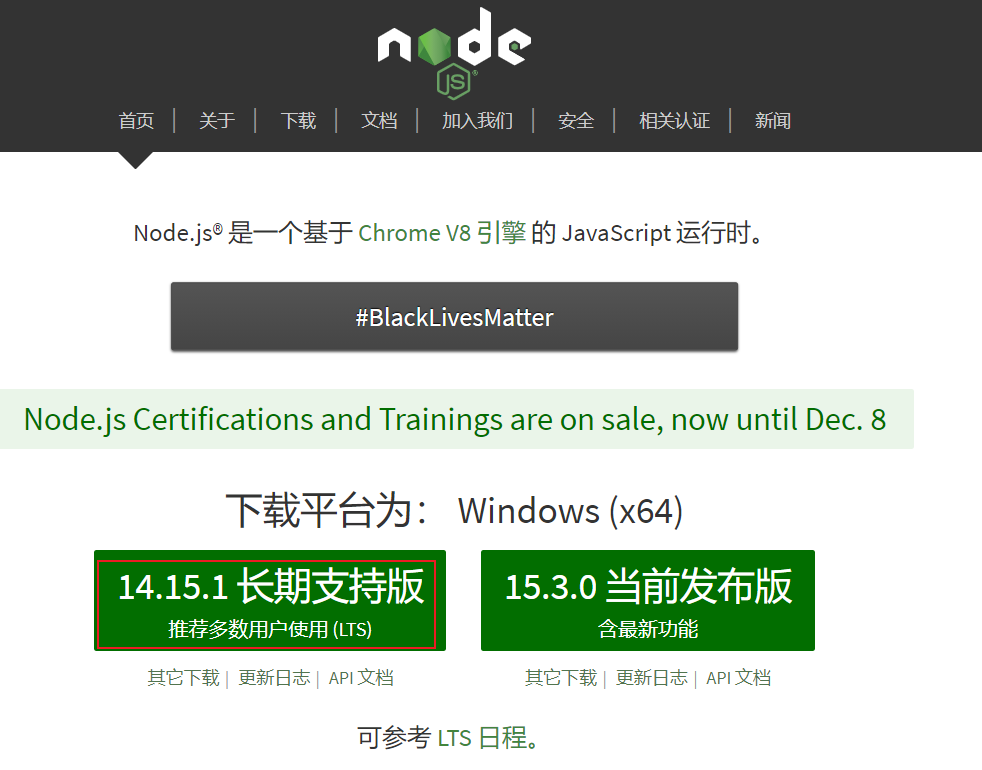 node
JS®
首页 | 关于 | 下载 | 文档 | 加入我们 | 安全 | 相关认证 | 新闻
Node.js® 是一个基于 Chrome V8 引擎 的 JavaScript 运行时。
#BlackLivesMatter
Node.js Certifications and Trainings are on sale, now until Dec. 8
下载平台为： Windows (x64)
14.15.1 长期支持版
推荐多数用户使用 (LTS)
其它下载 | 更新日志 | API 文档
15.3.0 当前发布版
含最新功能
其它下载 | 更新日志 | API 文档
可参考 LTS 日程。